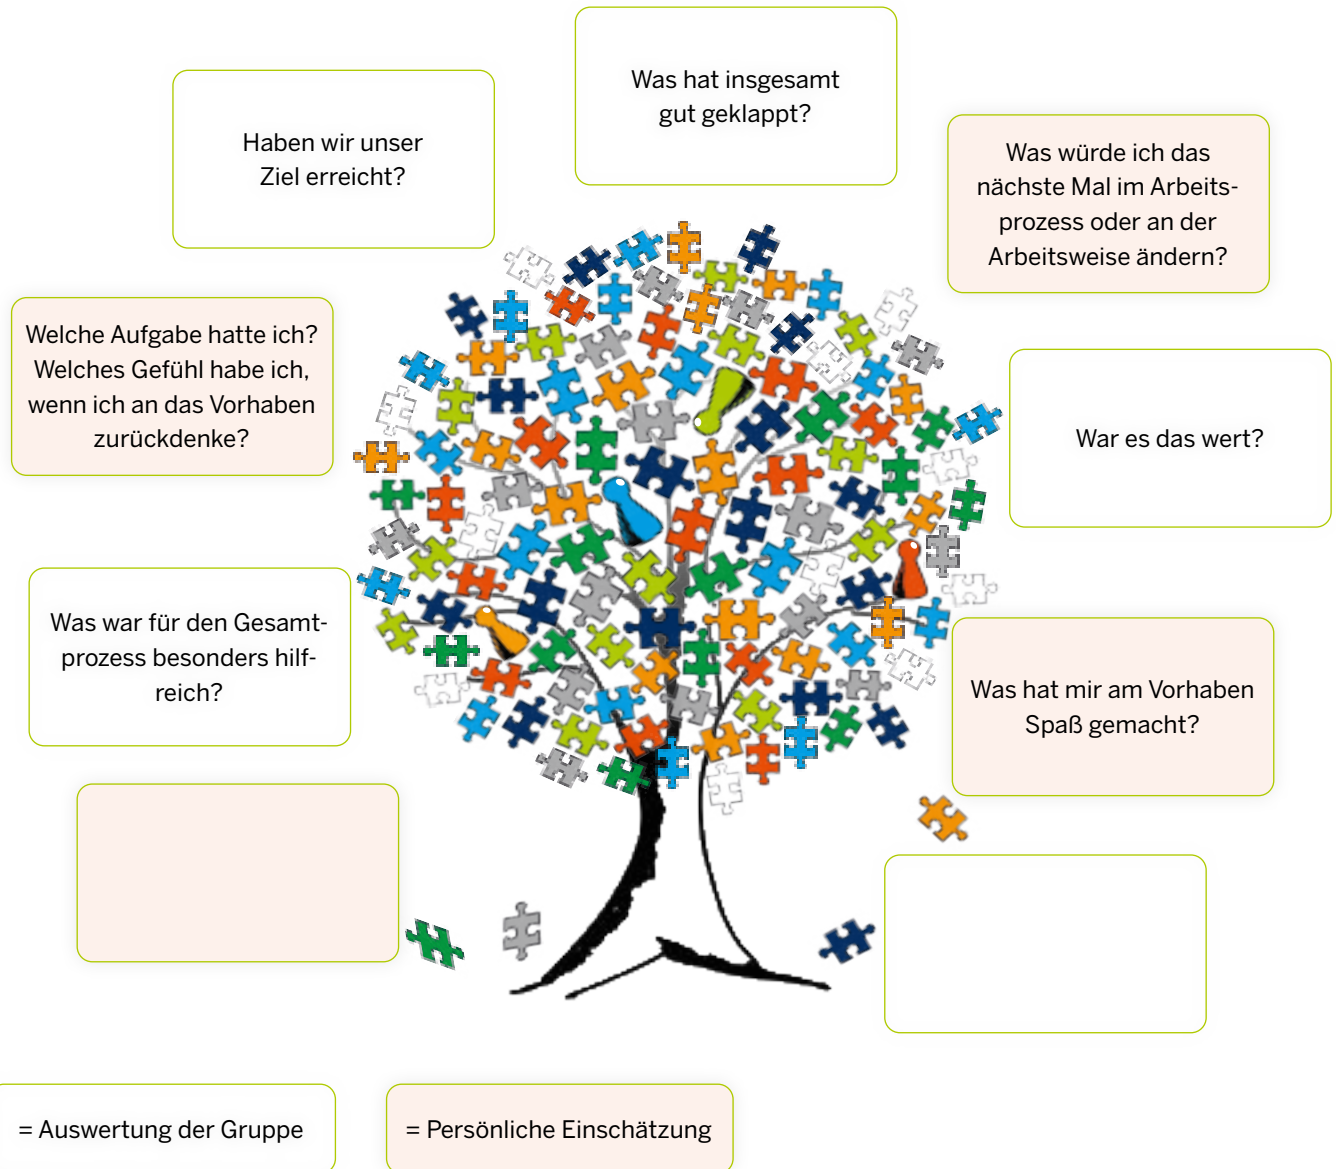 Was hat insgesamt
gut geklappt?
Haben wir unser
Ziel erreicht?
Was würde ich das
nächste Mal im Arbeits-
prozess oder an der
Arbeitsweise ändern?
Welche Aufgabe hatte ich?
Welches Gefühl habe ich,
wenn ich an das Vorhaben
zurückdenke?
War es das wert?
Was war für den Gesamt-
prozess besonders hilf-
reich?
Was hat mir am Vorhaben
Spaß gemacht?
= Auswertung der Gruppe
= Persönliche Einschätzung